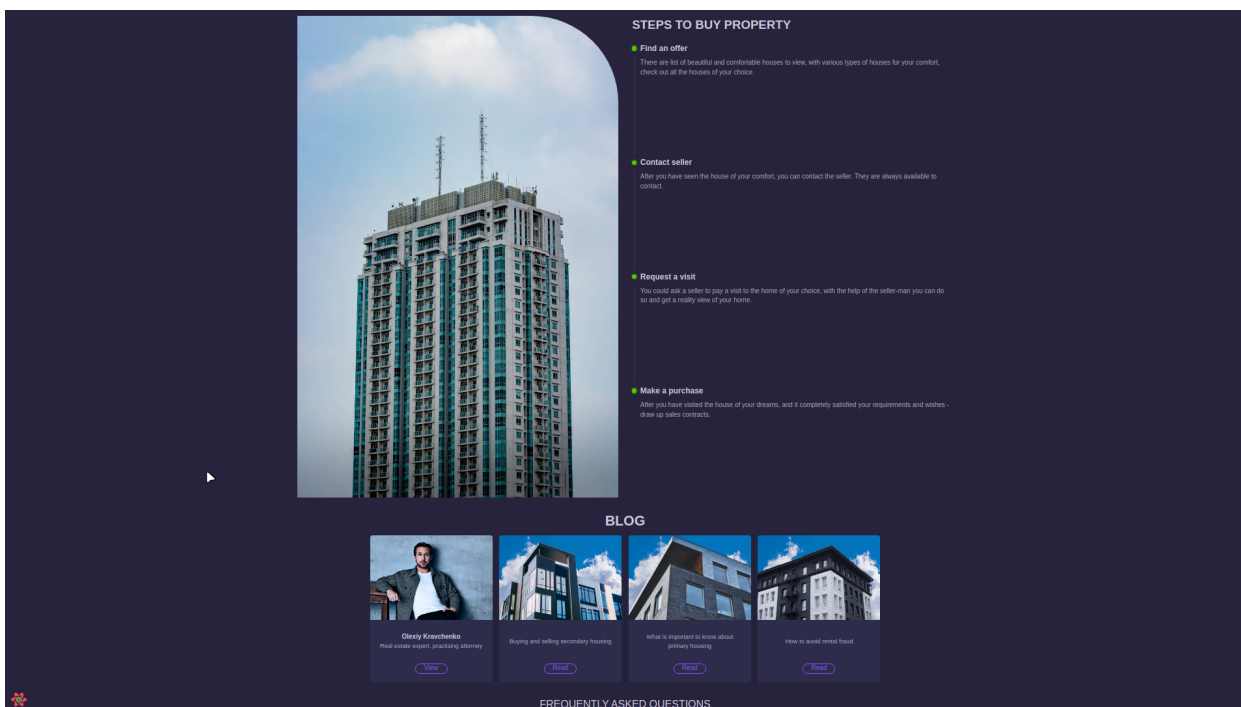 STEPS TO BUY PROPERTY
Find an offer
There are list of beautiful and comfortable houses to view, with various types of houses for your comfort,
check out all the houses of your choice.
Contact seller
After you have seen the house of your comfort, you can contact the seller. They are always available to
contact.
Request a visit
You could ask a seller to pay a visit to the home of your choice, with the help of the seller-man you can do
so and get a reality view of your home.
Make a purchase
After you have visited the house of your dreams, and it completely satisfied your requirements and wishes -
draw up sales contracts.
BLOG
Olexiy Kravchenko
Real estate expert, practising attorney
View
Buying and selling secondary housing
Read
What is important to know about
primary housing
Read
How to avoid rental fraud
Read
FREQUENTLY ASKED QUESTIONS